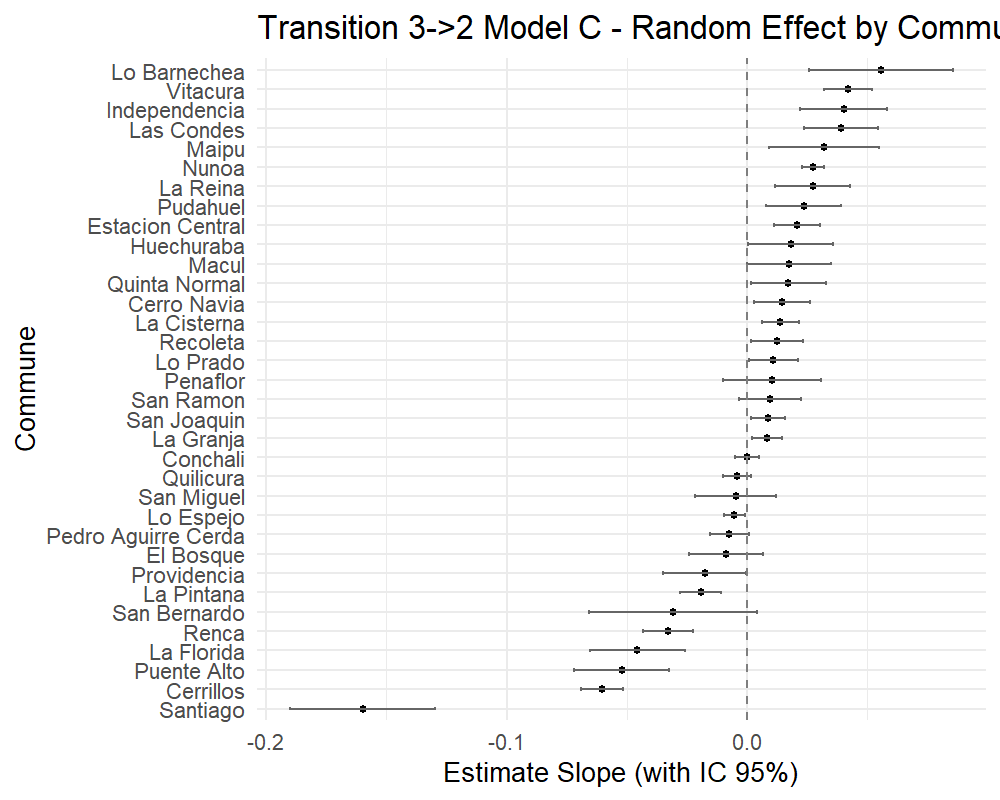 Transition 3->2 Model C - Random Effect by Commu
Lo Barnechea
Vitacura
Independencia
Las Condes
Maipu
Nunoa
La Reina
Pudahuel
Estacion Central
Huechuraba
Macul
Quinta Normal
Cerro Navia
La Cisterna
Recoleta
Lo Prado
Penaflor
San Ramon
San Joaquin
La Granja
Conchali
Quilicura
San Miguel
Lo Espejo
Pedro Aguirre Cerda
El Bosque
Providencia
La Pintana
San Bernardo
Renca
La Florida
Puente Alto
Cerrillos
Santiago
Commune
-0.2 -0.1 0.0
Estimate Slope (with IC 95%)